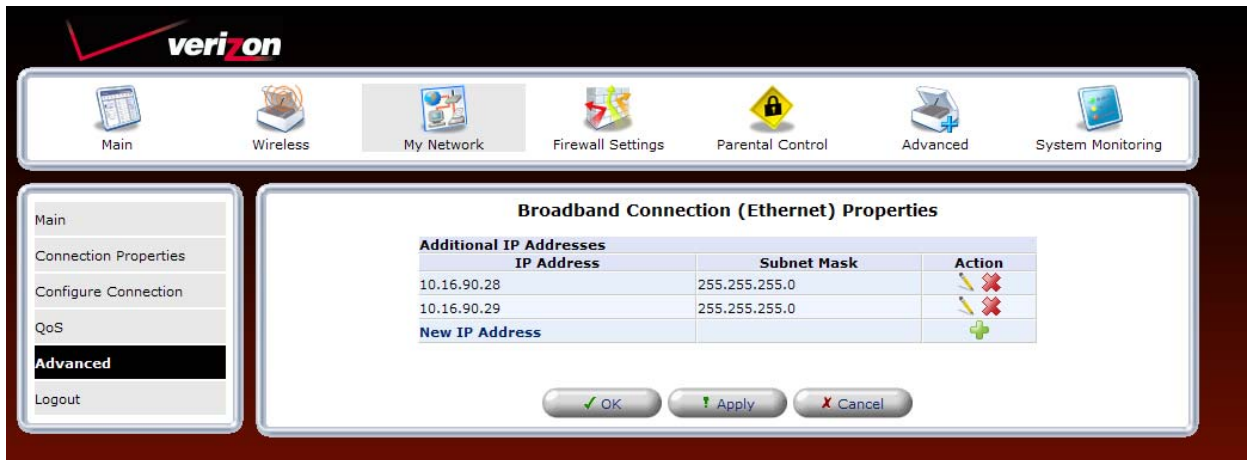 verizon
Main Wireless My Network Firewall Settings Parental Control Advanced System Monitoring
Main
Connection Properties
Configure Connection
QoS
Advanced
Logout
Broadband Connection (Ethernet) Properties
Additional IP Addresses
IP Address Subnet Mask Action
10.16.90.28 255.255.255.0
10.16.90.29 255.255.255.0
New IP Address
OK Apply Cancel